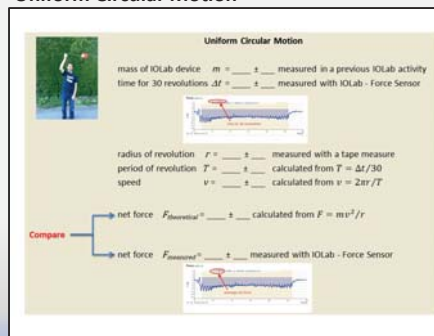 Uniform Circular Motion
Uniform Circular Motion
mass of IOLab device m = ___ ± ___ measured in a previous IOLab activity
time for 30 revolutions Δt = ___ ± ___ measured with IOLab - Force Sensor
radius of revolution r = ___ ± ___ measured with a tape measure
period of revolution T = ___ ± ___ calculated from T = Δt/30
speed v = ___ ± ___ calculated from v = 2πr/T
net force F_theoretical = ___ ± ___ calculated from F = mv²/r
Compare
net force F_measured = ___ ± ___ measured with IOLab - Force Sensor